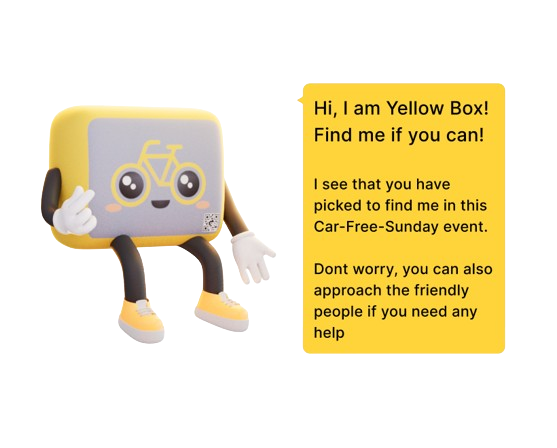 Hi, I am Yellow Box!
Find me if you can!
I see that you have
picked to find me in this
Car-Free-Sunday event.
Dont worry, you can also
approach the friendly
people if you need any
help